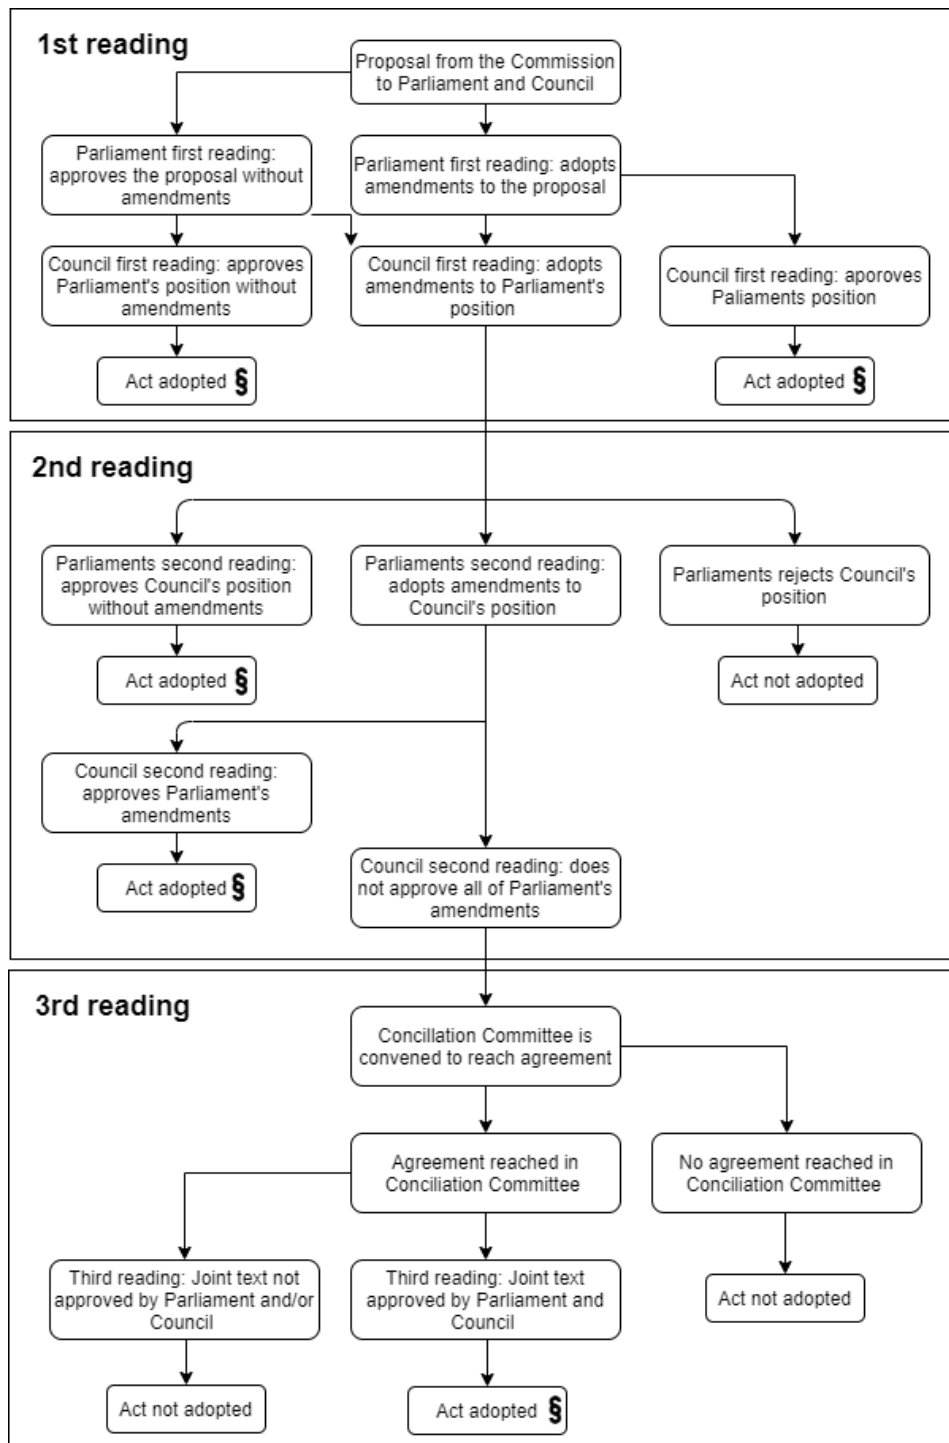 1st reading
Proposal from the Commission
to Parliament and Council
Parliament first reading:
approves the proposal without
amendments
Parliament first reading: adopts
amendments to the proposal
Council first reading: approves
Parliament's position without
amendments
Council first reading: adopts
amendments to Parliament's
position
Council first reading: aporoves
Paliaments position
Act adopted §
Act adopted §
2nd reading
Parliaments second reading:
approves Council's position
without amendments
Parliaments second reading:
adopts amendments to
Council's position
Parliaments rejects Council's
position
Act adopted §
Act not adopted
Council second reading:
approves Parliament's
amendments
Act adopted §
Council second reading: does
not approve all of Parliament's
amendments
3rd reading
Concillation Committee is
convened to reach agreement
Agreement reached in
Conciliation Committee
No agreement reached in
Conciliation Committee
Third reading: Joint text not
approved by Parliament and/or
Council
Third reading: Joint text
approved by Parliament and
Council
Act not adopted
Act not adopted
Act adopted §